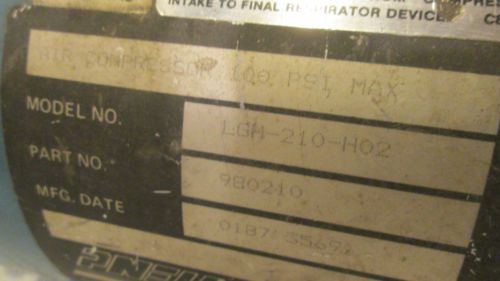 INTAKE TO FINAL RESPIRATOR DEVICE.
AIR COMPRESSOR 100 PSI MAX
MODEL NO. LGH-210-H02
PART NO. 980210
MFG. DATE 0187